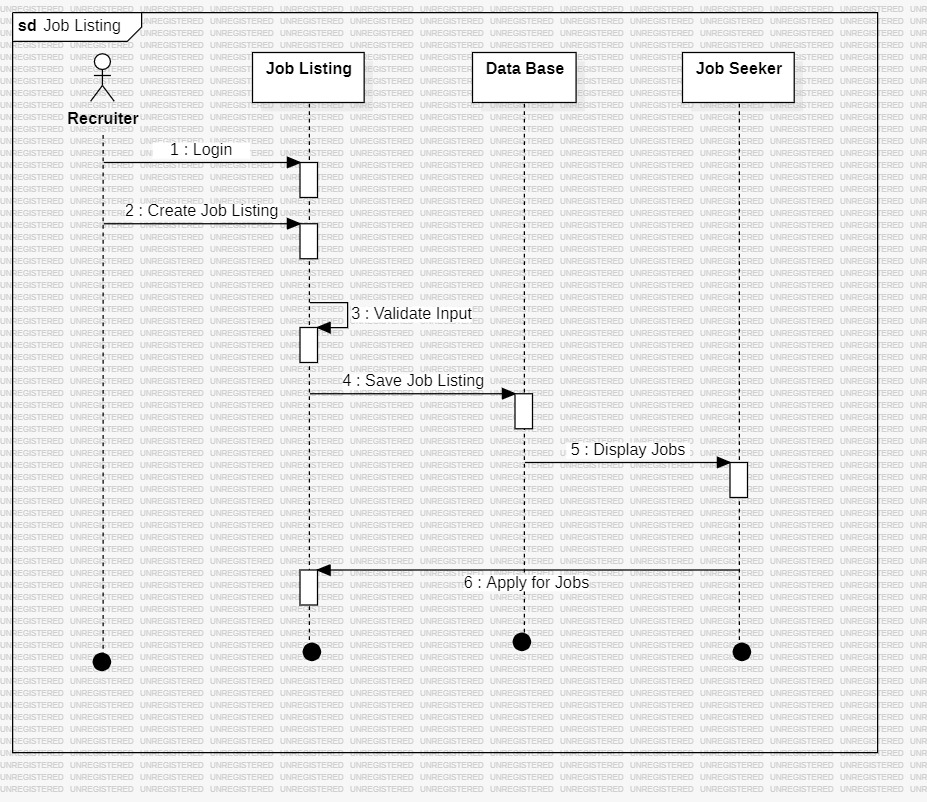 sd Job Listing
Recruiter
Job Listing
Data Base
Job Seeker
1 : Login
2 : Create Job Listing
3 : Validate Input
4 : Save Job Listing
5 : Display Jobs
6 : Apply for Jobs
UNREGISTERED